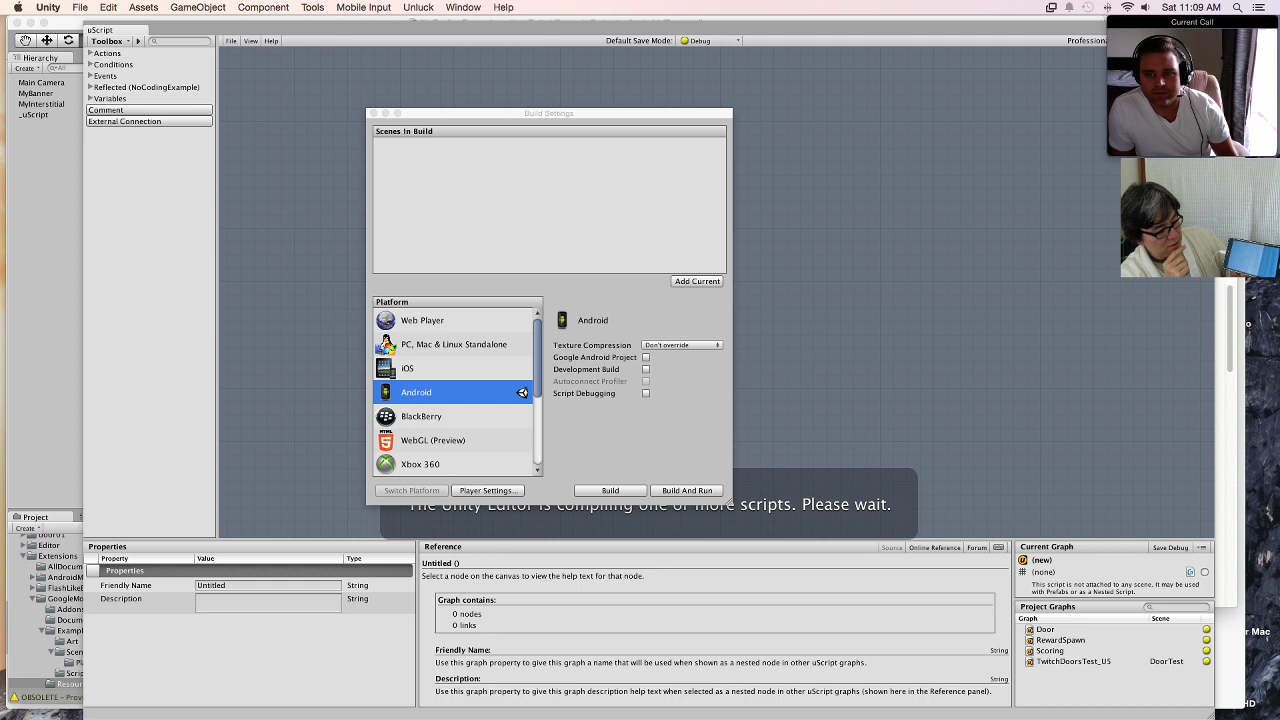 Unity File Edit Assets GameObject Component Tools Mobile Input Window Help
Sun 11:09 AM
Current Call
uScript
Toolbox
File View Help
Default Save Mode: Debug
Hierarchy
Create All
Main Camera
MyBanner
MyInterstitial
_uScript
Actions
Conditions
Events
Reflected (NoCodingExample)
Variables
Comment
External Connection
Build Settings
Scenes In Build
Add Current
Platform
Web Player
PC, Mac & Linux Standalone
iOS
Android
BlackBerry
HTML
5
WebGL (Preview)
Xbox 360
Android
Texture Compression Don't override
Google Android Project
Development Build
Autoconnect Profiler
Script Debugging
Switch Platform Player Settings... Build Build And Run
The Unity Editor is compiling one or more scripts. Please wait.
Project
Create
Editor
Extensions
OBSOLETE - Prov
Properties
Property Value Type
Properties
Friendly Name Untitled String
Description String
Reference Source Online Reference Forum
Untitled ()
Select a node on the canvas to view the help text for that node.
Graph contains:
0 nodes
0 links
Friendly Name: String
Use this graph property to give this graph a name that will be used when shown as a nested node in other uScript graphs.
Description: String
Use this graph property to give this graph description help text when selected as a nested node in other uScript graphs (shown here in the Reference panel).
Current Graph Save Debug
(new)
(none)
This script is not attached to any scene. It may be used
with Prefabs or as a Nested Script.
Project Graphs
Graph Scene
Door
RewardSpawn
Scoring
TwitchDoorsTest_US DoorTest
er Mac
HD